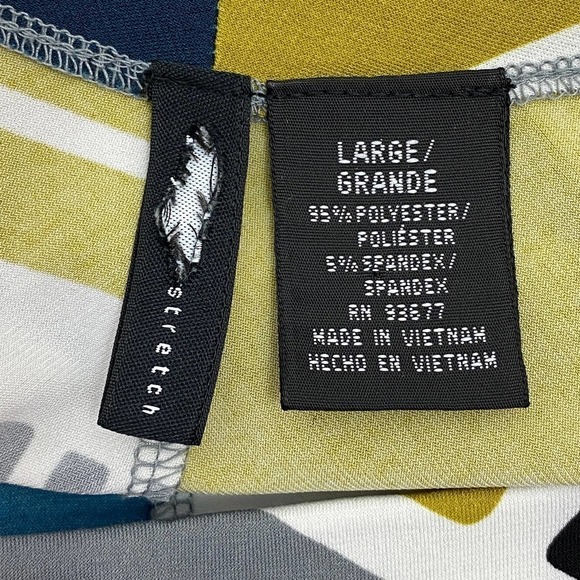 stretch
LARGE/
GRANDE
95% POLYESTER/
POLIÉSTER
5% SPANDEX/
SPANDEX
RN 93677
MADE IN VIETNAM
HECHO EN VIETNAM